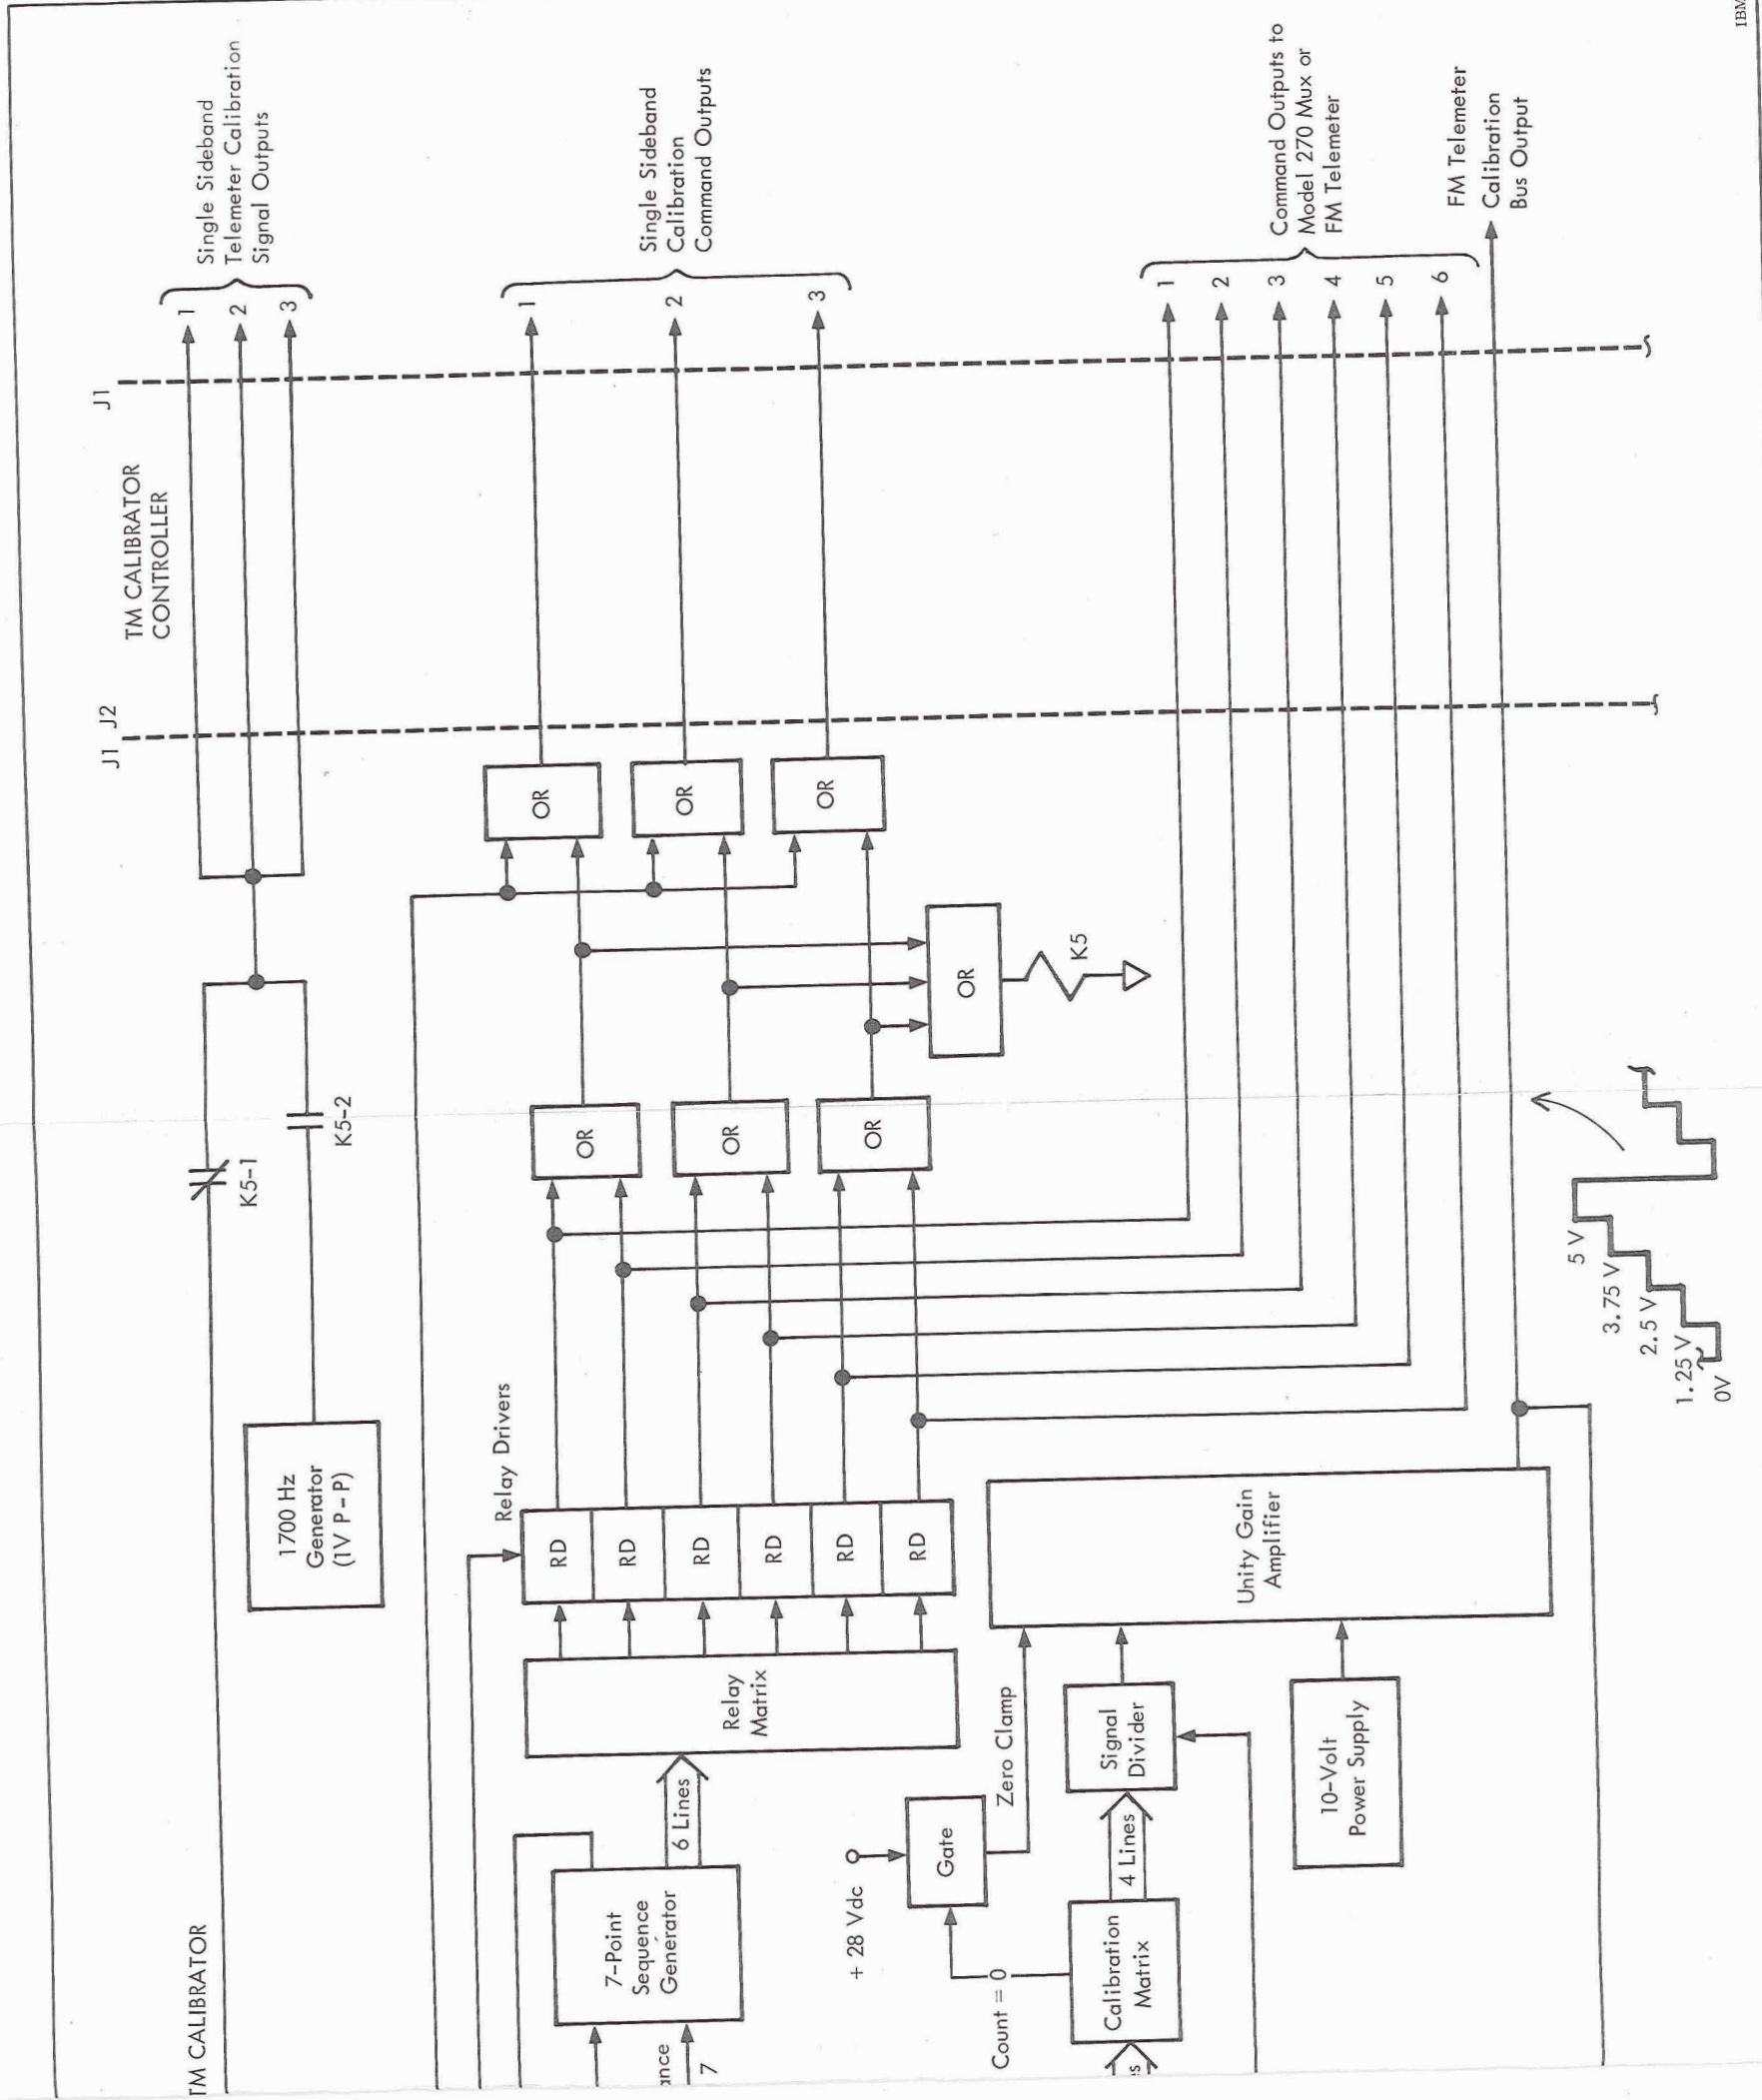 TM CALIBRATOR
TM CALIBRATOR
CONTROLLER
J1
J2
J1
K5-1
K5-2
1700 Hz
Generator
(1V P-P)
1
2
3
Single Sideband
Telemeter Calibration
Signal Outputs
7-Point
Sequence
Generator
7
6 Lines
Relay
Matrix
Relay Drivers
RD
RD
RD
RD
RD
RD
OR
OR
OR
OR
K5
OR
OR
OR
1
2
3
Single Sideband
Calibration
Command Outputs
+ 28 Vdc
Gate
Zero Clamp
Count = 0
Calibration
Matrix
4 Lines
Signal
Divider
10-Volt
Power Supply
Unity Gain
Amplifier
1
2
3
4
5
6
Command Outputs to
Model 270 Mux or
FM Telemeter
FM Telemeter
Calibration
Bus Output
5 V
3.75 V
2.5 V
1.25 V
0V
IBM